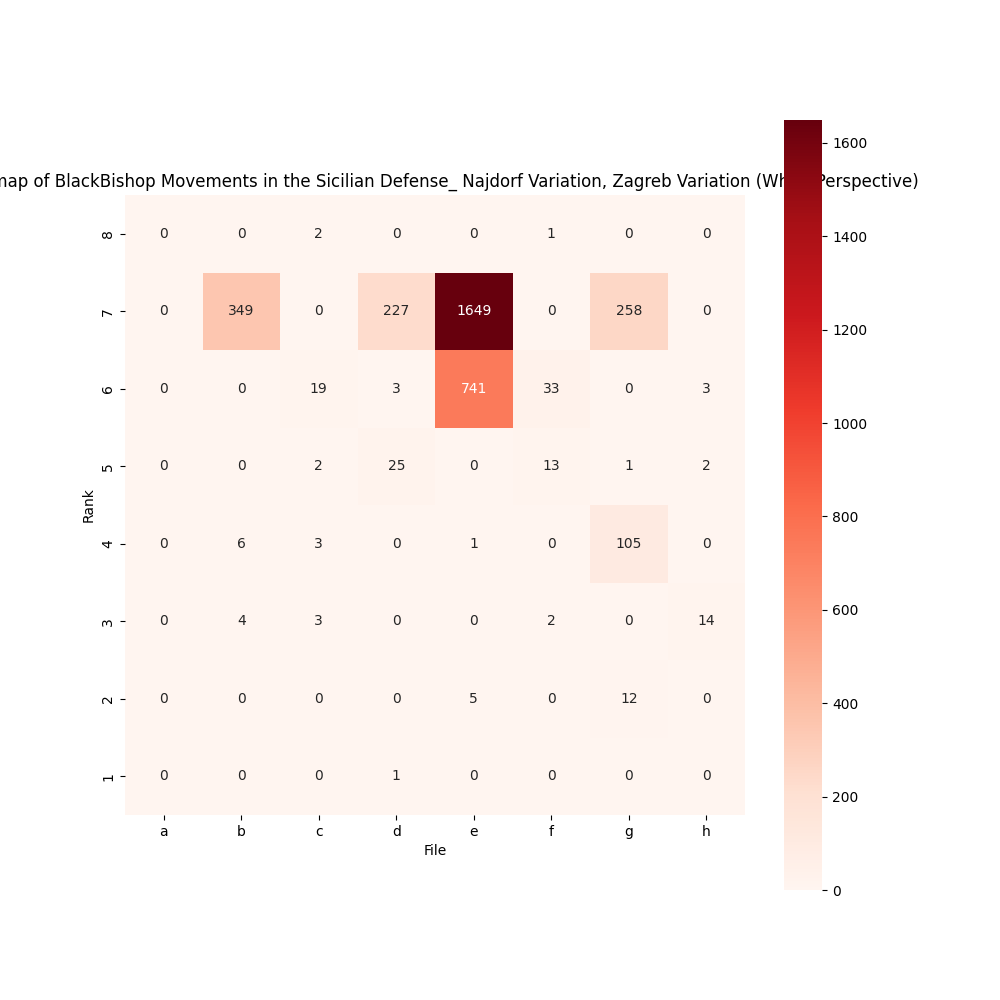 map of BlackBishop Movements in the Sicilian Defense_ Najdorf Variation, Zagreb Variation (Wh Perspective)
1600
1400
1200
1000
800
600
400
200
0
Rank
8 0 0 2 0 0 1 0 0
7 0 349 0 227 1649 0 258 0
6 0 0 19 3 741 33 0 3
5 0 0 2 25 0 13 1 2
4 0 6 3 0 1 0 105 0
3 0 4 3 0 0 2 0 14
2 0 0 0 0 5 0 12 0
1 0 0 0 1 0 0 0 0
a b c d e f g h
File